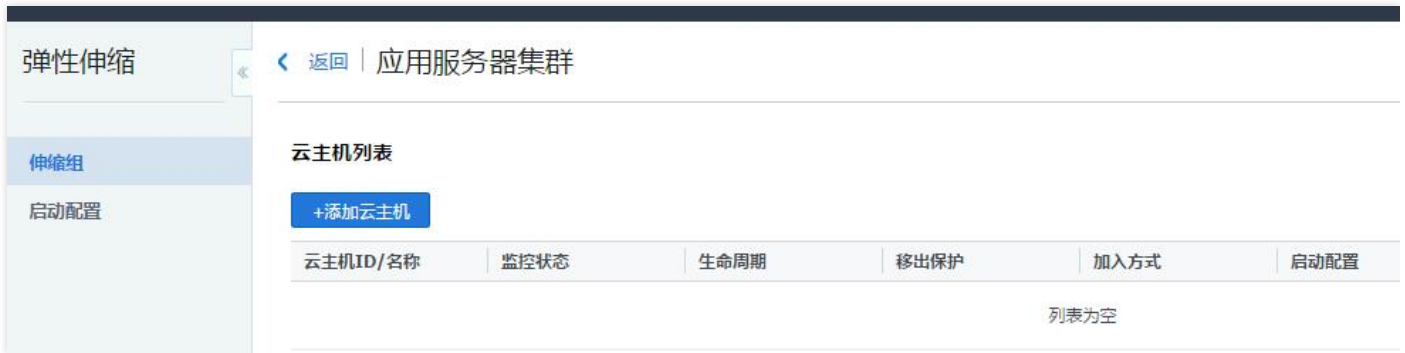 弹性伸缩
«
返回
应用服务器集群
伸缩组
启动配置
云主机列表
+添加云主机
云主机ID/名称 监控状态 生命周期 移出保护 加入方式 启动配置
列表为空